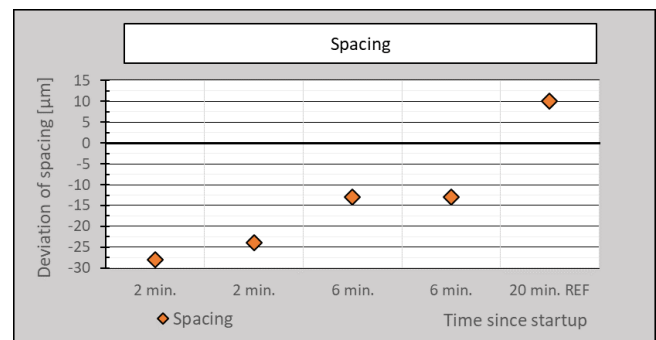 Spacing
Deviation of spacing [µm]
15
10
5
0
-5
-10
-15
-20
-25
-30
2 min.
2 min.
6 min.
6 min.
20 min. REF
Spacing
Time since startup